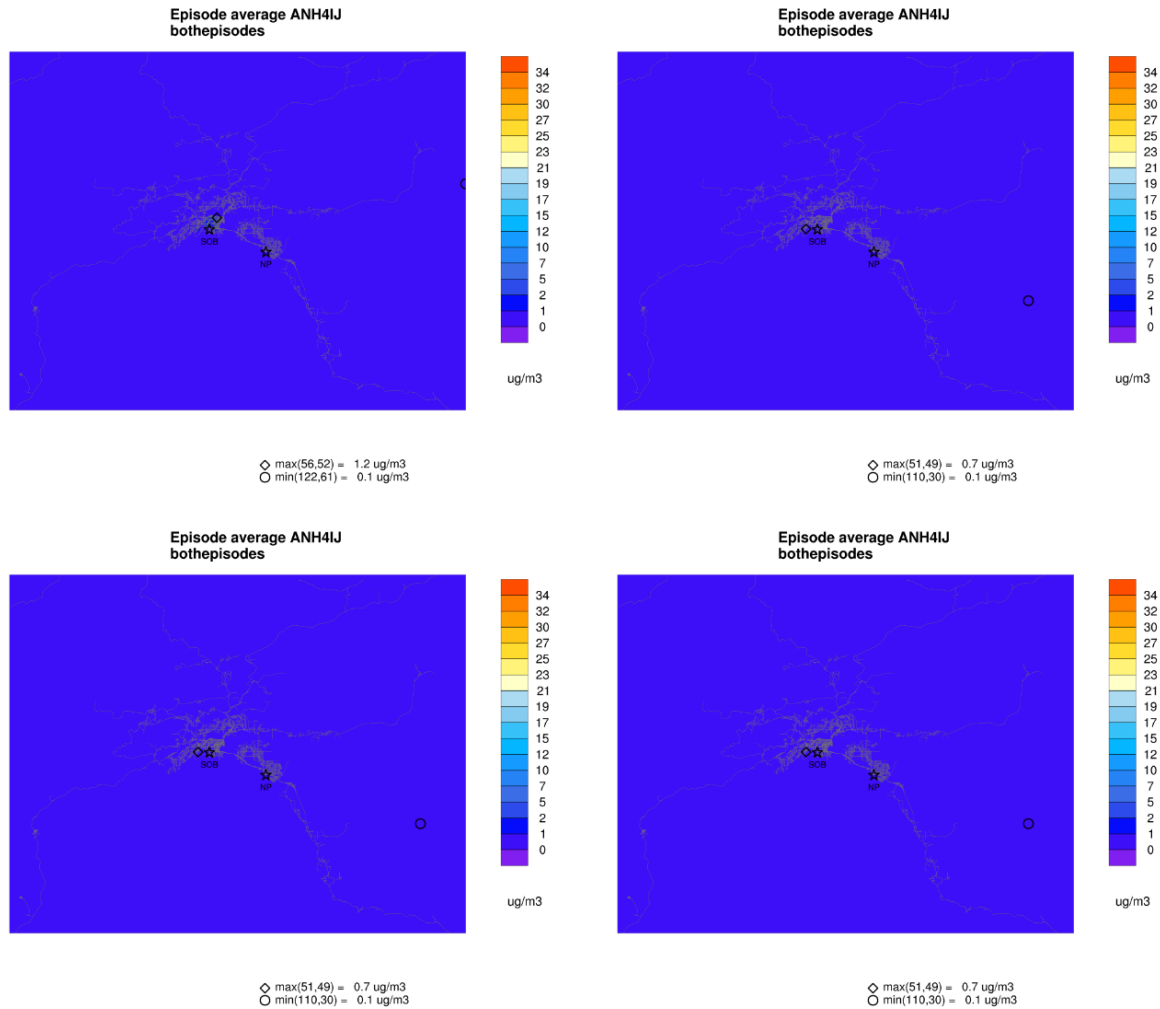 Episode average ANH4IJ
bothepisodes
34
32
30
27
25
23
21
19
17
15
12
10
7
5
2
1
0
ug/m3
SOB
NP
max(56,52) = 1.2 ug/m3
min(122,61) = 0.1 ug/m3
Episode average ANH4IJ
bothepisodes
34
32
30
27
25
23
21
19
17
15
12
10
7
5
2
1
0
ug/m3
SOB
NP
max(51,49) = 0.7 ug/m3
min(110,30) = 0.1 ug/m3
Episode average ANH4IJ
bothepisodes
34
32
30
27
25
23
21
19
17
15
12
10
7
5
2
1
0
ug/m3
SOB
NP
max(51,49) = 0.7 ug/m3
min(110,30) = 0.1 ug/m3
Episode average ANH4IJ
bothepisodes
34
32
30
27
25
23
21
19
17
15
12
10
7
5
2
1
0
ug/m3
SOB
NP
max(51,49) = 0.7 ug/m3
min(110,30) = 0.1 ug/m3